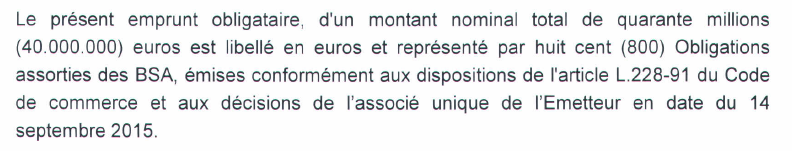 Le présent emprunt obligataire, d'un montant nominal total de quarante millions
(40.000.000) euros est libellé en euros et représenté par huit cent (800) Obligations
assorties des BSA, émises conformément aux dispositions de l'article L.228-91 du Code
de commerce et aux décisions de l'associé unique de l'Emetteur en date du 14
septembre 2015.